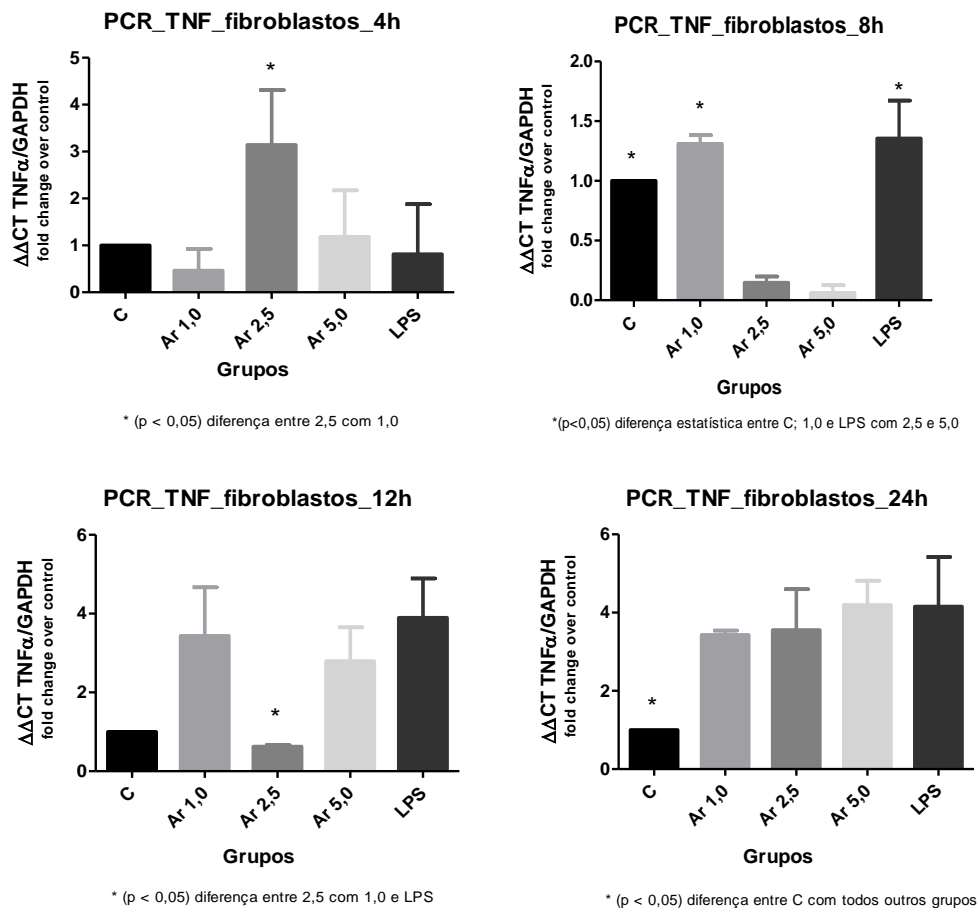 PCR_TNF_fibroblastos_4h
ΔΔCT TNFα/GAPDH
fold change over control
5
4
3
2
1
0
*
C
Ar 1,0
Ar 2,5
Ar 5,0
LPS
Grupos
* (p < 0,05) diferença entre 2,5 com 1,0
PCR_TNF_fibroblastos_8h
ΔΔCT TNFα/GAPDH
fold change over control
2.0
1.5
1.0
0.5
0.0
*
*
*
C
Ar 1,0
Ar 2,5
Ar 5,0
LPS
Grupos
*(p<0,05) diferença estatística entre C; 1,0 e LPS com 2,5 e 5,0
PCR_TNF_fibroblastos_12h
ΔΔCT TNFα/GAPDH
fold change over control
6
4
2
0
*
C
Ar 1,0
Ar 2,5
Ar 5,0
LPS
Grupos
* (p < 0,05) diferença entre 2,5 com 1,0 e LPS
PCR_TNF_fibroblastos_24h
ΔΔCT TNFα/GAPDH
fold change over control
6
4
2
0
*
C
Ar 1,0
Ar 2,5
Ar 5,0
LPS
Grupos
* (p < 0,05) diferença entre C com todos outros grupos